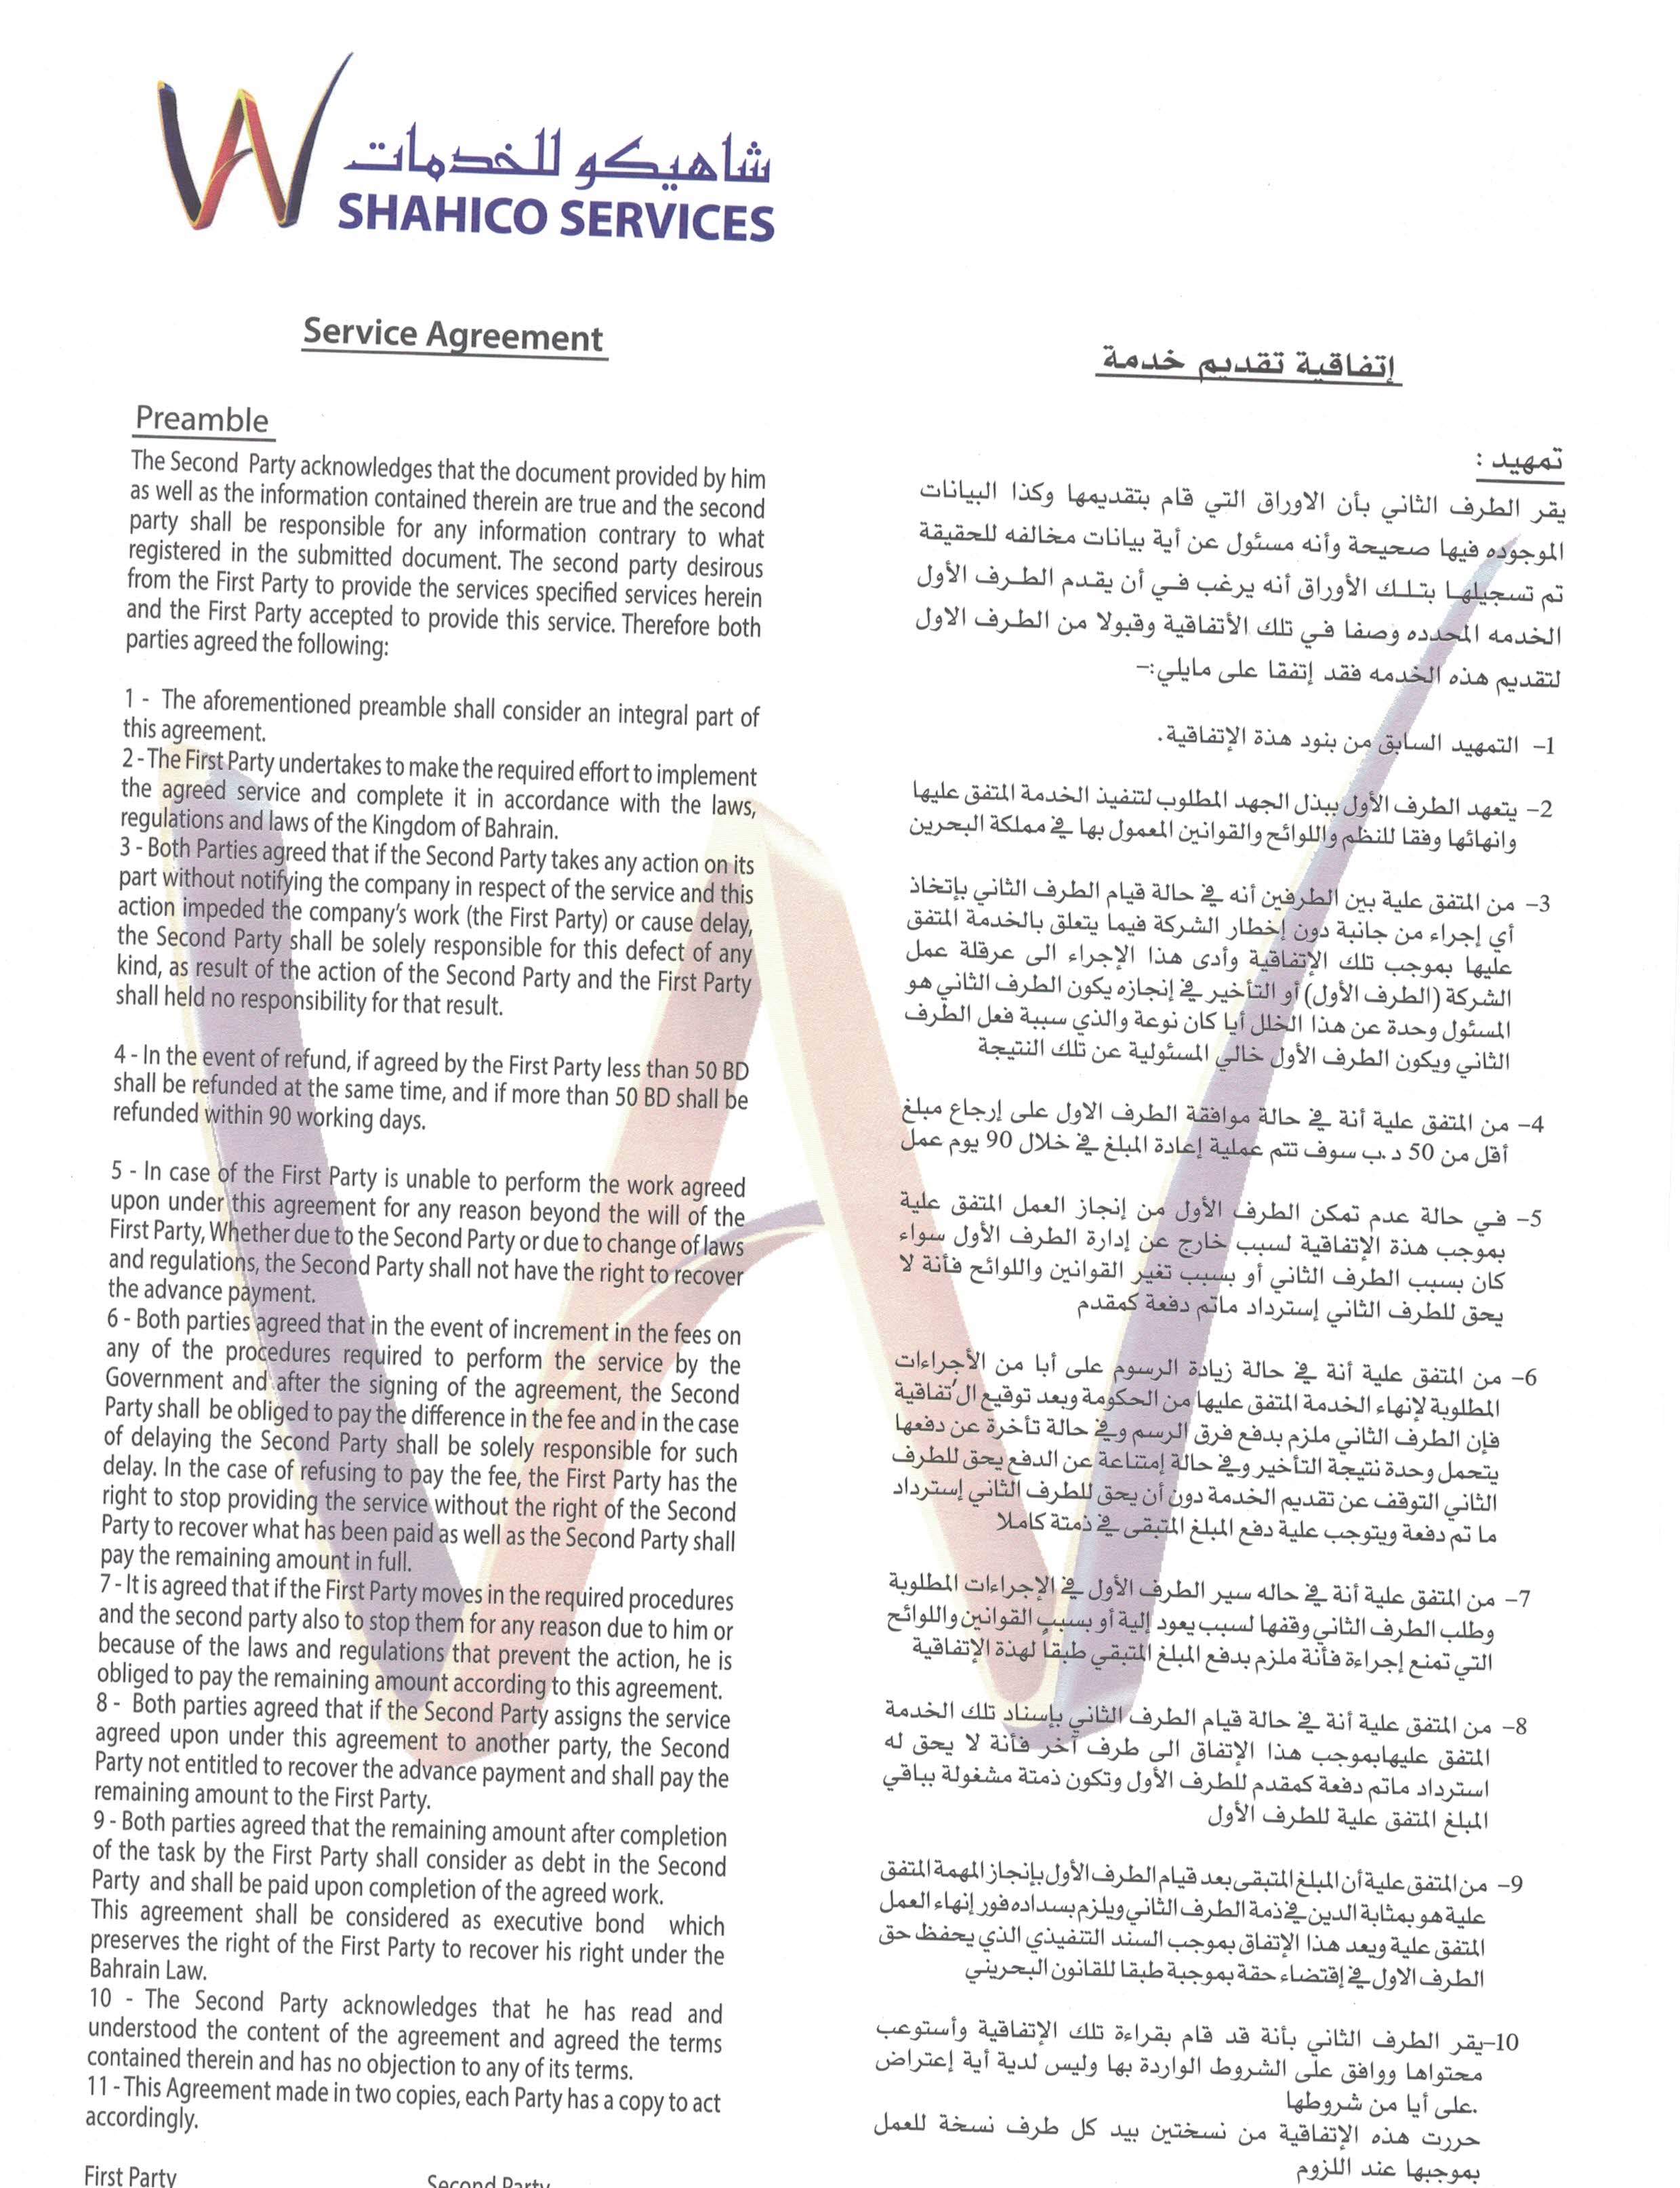 شاهيكو للخدمات
SHAHICO SERVICES
Service Agreement
Preamble
The Second Party acknowledges that the document provided by him
as well as the information contained therein are true and the second
party shall be responsible for any information contrary to what
registered in the submitted document. The second party desirous
from the First Party to provide the services specified services herein
and the First Party accepted to provide this service. Therefore both
parties agreed the following:
1 - The aforementioned preamble shall consider an integral part of
this agreement.
2 - The First Party undertakes to make the required effort to implement
the agreed service and complete it in accordance with the laws,
regulations and laws of the Kingdom of Bahrain.
3 - Both Parties agreed that if the Second Party takes any action on its
part without notifying the company in respect of the service and this
action impeded the company's work (the First Party) or cause delay,
the Second Party shall be solely responsible for this defect of any
kind, as result of the action of the Second Party and the First Party
shall held no responsibility for that result.
4 - In the event of refund, if agreed by the First Party less than 50 BD
shall be refunded at the same time, and if more than 50 BD shall be
refunded within 90 working days.
5 - In case of the First Party is unable to perform the work agreed
upon under this agreement for any reason beyond the will of the
First Party, Whether due to the Second Party or due to change of laws
and regulations, the Second Party shall not have the right to recover
the advance payment.
6 - Both parties agreed that in the event of increment in the fees on
any of the procedures required to perform the service by the
Government and after the signing of the agreement, the Second
Party shall be obliged to pay the difference in the fee and in the case
of delaying the Second Party shall be solely responsible for such
delay. In the case of refusing to pay the fee, the First Party has the
right to stop providing the service without the right of the Second
Party to recover what has been paid as well as the Second Party shall
pay the remaining amount in full.
7 - It is agreed that if the First Party moves in the required procedures
and the second party also to stop them for any reason due to him or
because of the laws and regulations that prevent the action, he is
obliged to pay the remaining amount according to this agreement.
8 - Both parties agreed that if the Second Party assigns the service
agreed upon under this agreement to another party, the Second
Party not entitled to recover the advance payment and shall pay the
remaining amount to the First Party.
9 - Both parties agreed that the remaining amount after completion
of the task by the First Party shall consider as debt in the Second
Party and shall be paid upon completion of the agreed work.
This agreement shall be considered as executive bond which
preserves the right of the First Party to recover his right under the
Bahrain Law.
10 - The Second Party acknowledges that he has read and
understood the content of the agreement and agreed the terms
contained therein and has no objection to any of its terms.
11 - This Agreement made in two copies, each Party has a copy to act
accordingly.
First Party
Second Party
إتفاقية تقديم خدمة
تمهيد :
يقر الطرف الثاني بأن الاوراق التي قام بتقديمها وكذا البيانات
الموجوده فيها صحيحة وأنه مسئول عن أية بيانات مخالفه للحقيقة
تم تسجيلها بتلك الأوراق أنه يرغب في أن يقدم الطرف الأول
الخدمه المحدده وصفا في تلك الأتفاقية وقبولا من الطرف الاول
لتقديم هذه الخدمه فقد إتفقا على مايلي:-
1- التمهيد السابق من بنود هذة الإتفاقية.
2- يتعهد الطرف الأول ببذل الجهد المطلوب لتنفيذ الخدمة المتفق عليها
وانهائها وفقا للنظم واللوائح والقوانين المعمول بها في مملكة البحرين
3- من المتفق علية بين الطرفين أنه في حالة قيام الطرف الثاني بإتخاذ
أي إجراء من جانبة دون إخطار الشركة فيما يتعلق بالخدمة المتفق
عليها بموجب تلك الإتفاقية وأدى هذا الإجراء الى عرقلة عمل
الشركة (الطرف الأول) أو التأخير في إنجازه يكون الطرف الثاني هو
المسئول وحدة عن هذا الخلل أيا كان نوعة والذي سببة فعل الطرف
الثاني ويكون الطرف الأول خالي المسئولية عن تلك النتيجة
4- من المتفق علية أنة في حالة موافقة الطرف الاول على إرجاع مبلغ
أقل من 50 د.ب سوف تتم عملية إعادة المبلغ في خلال 90 يوم عمل
5- في حالة عدم تمكن الطرف الأول من إنجاز العمل المتفق علية
بموجب هذة الإتفاقية لسبب خارج عن إدارة الطرف الأول سواء
كان بسبب الطرف الثاني أو بسبب تغير القوانين واللوائح فأنة لا
يحق للطرف الثاني إسترداد ماتم دفعة كمقدم
6- من المتفق علية أنة في حالة زيادة الرسوم على أبا من الأجراءات
المطلوبة لإنهاء الخدمة المتفق عليها من الحكومة وبعد توقيع ال'تفاقية
فإن الطرف الثاني ملزم بدفع فرق الرسم وفي حالة تأخرة عن دفعها
يتحمل وحدة نتيجة التأخير وفي حالة إمتناعة عن الدفع يحق للطرف
الثاني التوقف عن تقديم الخدمة دون أن يحق للطرف الثاني إسترداد
ما تم دفعة ويتوجب علية دفع المبلغ المتبقى في ذمتة كاملا
7- من المتفق علية أنة في حاله سير الطرف الأول في الإجراءات المطلوبة
وطلب الطرف الثاني وقفها لسبب يعود إلية أو بسبب القوانين واللوائح
التي تمنع إجراءة فأنة ملزم بدفع المبلغ المتبقي طبقاً لهذة الإتفاقية
8- من المتفق علية أنة في حالة قيام الطرف الثاني بإسناد تلك الخدمة
المتفق عليهابموجب هذا الإتفاق الى طرف آخر فأنة لا يحق له
استرداد ماتم دفعة كمقدم للطرف الأول وتكون ذمتة مشغولة بباقي
المبلغ المتفق علية للطرف الأول
9- من المتفق علية أن المبلغ المتبقى بعد قيام الطرف الأول بإنجاز المهمة المتفق
علية هو بمثابة الدين في ذمة الطرف الثاني ويلزم بسداده فور إنهاء العمل
المتفق علية ويعد هذا الإتفاق بموجب السند التنفيذي الذي يحفظ حق
الطرف الاول في إقتضاء حقة بموجبة طبقا للقانون البحريني
10-يقر الطرف الثاني بأنة قد قام بقراءة تلك الإتفاقية وأستوعب
محتواها ووافق على الشروط الواردة بها وليس لدية أية إعتراض
.على أيا من شروطها
حررت هذه الإتفاقية من نسختين بيد كل طرف نسخة للعمل
بموجبها عند اللزوم